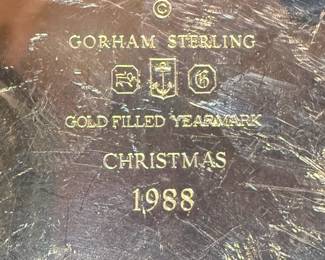 ©
GORHAM STERLING
GOLD FILLED YEARMARK
CHRISTMAS
1988